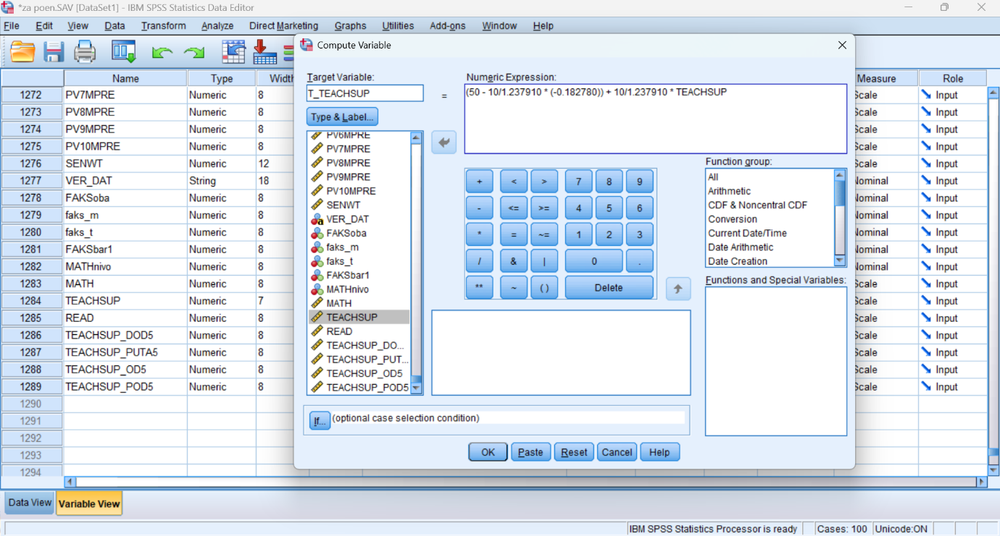 *za poen.SAV [DataSet1] - IBM SPSS Statistics Data Editor
File Edit View Data Transform Analyze Direct Marketing Graphs Utilities Add-ons Window Help
Compute Variable
Name Type Width Measure Role
1272 PV7MPRE Numeric 8 Scale Input
1273 PV8MPRE Numeric 8 Scale Input
1274 PV9MPRE Numeric 8 Scale Input
1275 PV10MPRE Numeric 8 Scale Input
1276 SENWT Numeric 12 Scale Input
1277 VER_DAT String 18 Nominal Input
1278 FAKSoba Numeric 8 Nominal Input
1279 faks_m Numeric 8 Nominal Input
1280 faks_t Numeric 8 Nominal Input
1281 FAKSbar1 Numeric 8 Nominal Input
1282 MATHnivo Numeric 8 Nominal Input
1283 MATH Numeric 8 Scale Input
1284 TEACHSUP Numeric 7 Scale Input
1285 READ Numeric 8 Scale Input
1286 TEACHSUP_DOD5 Numeric 8 Scale Input
1287 TEACHSUP_PUTA5 Numeric 8 Scale Input
1288 TEACHSUP_OD5 Numeric 8 Scale Input
1289 TEACHSUP_POD5 Numeric 8 Scale Input
1290
1291
1292
1293
1294
Target Variable:
T_TEACHSUP
=
Numeric Expression:
(50 - 10/1.237910 * (-0.182780)) + 10/1.237910 * TEACHSUP
Type & Label...
PV6MPRE
PV7MPRE
PV8MPRE
PV9MPRE
PV10MPRE
SENWT
VER_DAT
FAKSoba
faks_m
faks_t
FAKSbar1
MATHnivo
MATH
TEACHSUP
READ
TEACHSUP_DO...
TEACHSUP_PUT...
TEACHSUP_OD5
TEACHSUP_POD5
+ < > 7 8 9
- <= >= 4 5 6
* = ~= 1 2 3
/ & | 0 .
** ~ ( ) Delete
Function group:
All
Arithmetic
CDF & Noncentral CDF
Conversion
Current Date/Time
Date Arithmetic
Date Creation
Functions and Special Variables:
If... (optional case selection condition)
OK Paste Reset Cancel Help
Data View Variable View
IBM SPSS Statistics Processor is ready Cases: 100 Unicode:ON